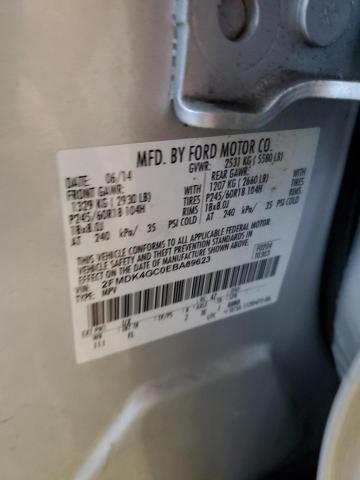 MFD. BY FORD MOTOR CO.
DATE: 06/14 GVWR: 2531 KG ( 5580 LB)
FRONT GAWR: REAR GAWR:
1329 KG ( 2930 LB) 1207 KG ( 2660 LB)
P245/60R18 104H TIRES P245/60R18 104H
18x8.0J RIMS 18x8.0J
AT 240 kPa/ 35 PSI COLD AT 240 kPa/ 35 PSI COLD
THIS VEHICLE CONFORMS TO ALL APPLICABLE FEDERAL MOTOR
VEHICLE SAFETY AND THEFT PREVENTION STANDARDS IN EFFECT ON
THE DATE OF MANUFACTURE SHOWN ABOVE.
VIN: 2FMDK4GC0EBA89623
TYPE: MPV
EXT PNT: